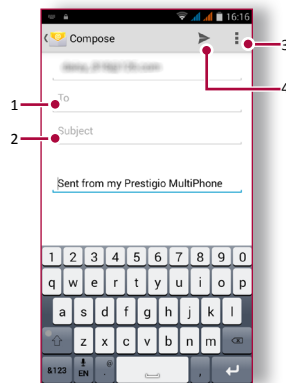 16:16
Compose
3
4
1
To
2
Subject
Sent from my Prestigio MultiPhone
1 2 3 4 5 6 7 8 9 0
q w e r t y u i o p
a s d f g h j k l
z x c v b n m
&123 EN . @ ,